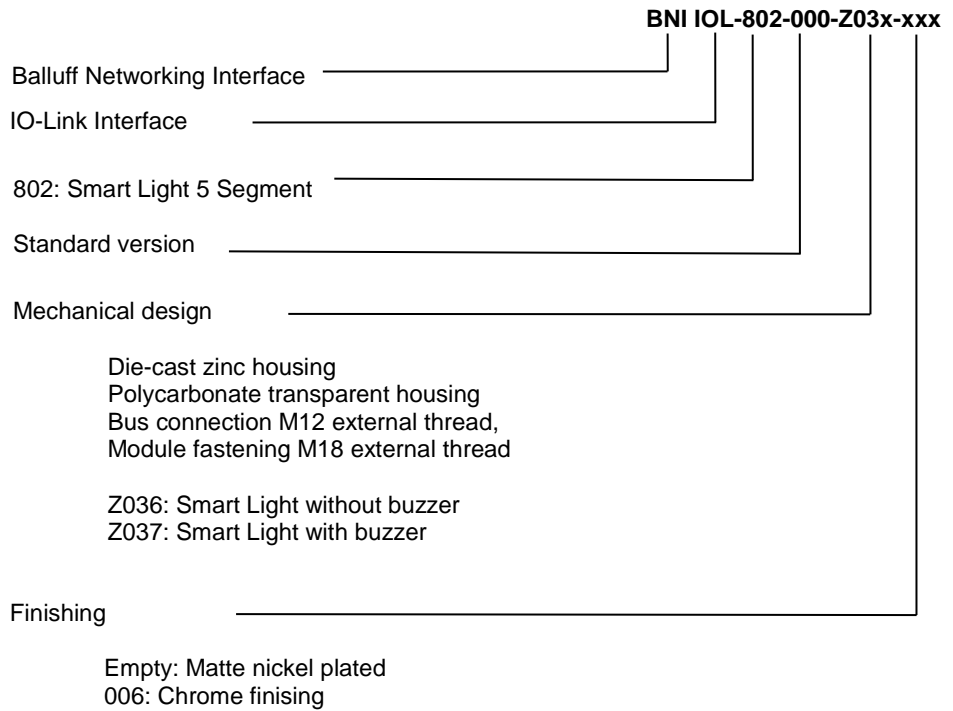 BNI IOL-802-000-Z03x-xxx
Balluff Networking Interface
IO-Link Interface
802: Smart Light 5 Segment
Standard version
Mechanical design
Die-cast zinc housing
Polycarbonate transparent housing
Bus connection M12 external thread,
Module fastening M18 external thread
Z036: Smart Light without buzzer
Z037: Smart Light with buzzer
Finishing
Empty: Matte nickel plated
006: Chrome finising